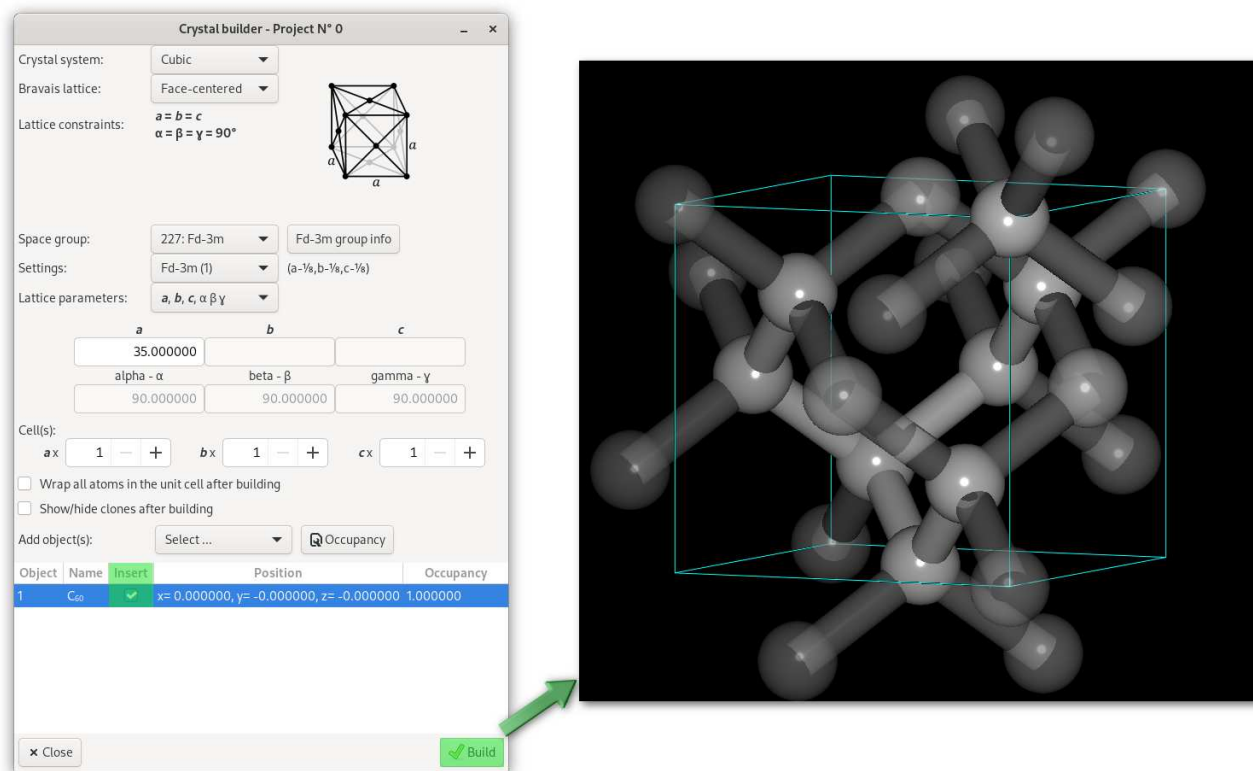 Crystal builder - Project N° 0
Crystal system: Cubic
Bravais lattice: Face-centered
Lattice constraints: a = b = c
α = β = γ = 90°
a
a
a
Space group: 227: Fd-3m Fd-3m group info
Settings: Fd-3m (1) (a-⅛,b-⅛,c-⅛)
Lattice parameters: a, b, c, α β γ
a b c
35.000000
alpha - α beta - β gamma - γ
90.000000 90.000000 90.000000
Cell(s):
a x 1 — + b x 1 — + c x 1 — +
Wrap all atoms in the unit cell after building
Show/hide clones after building
Add object(s): Select ... Occupancy
Object Name Insert Position Occupancy
1 C₆₀ x= 0.000000, y= -0.000000, z= -0.000000 1.000000
× Close Build